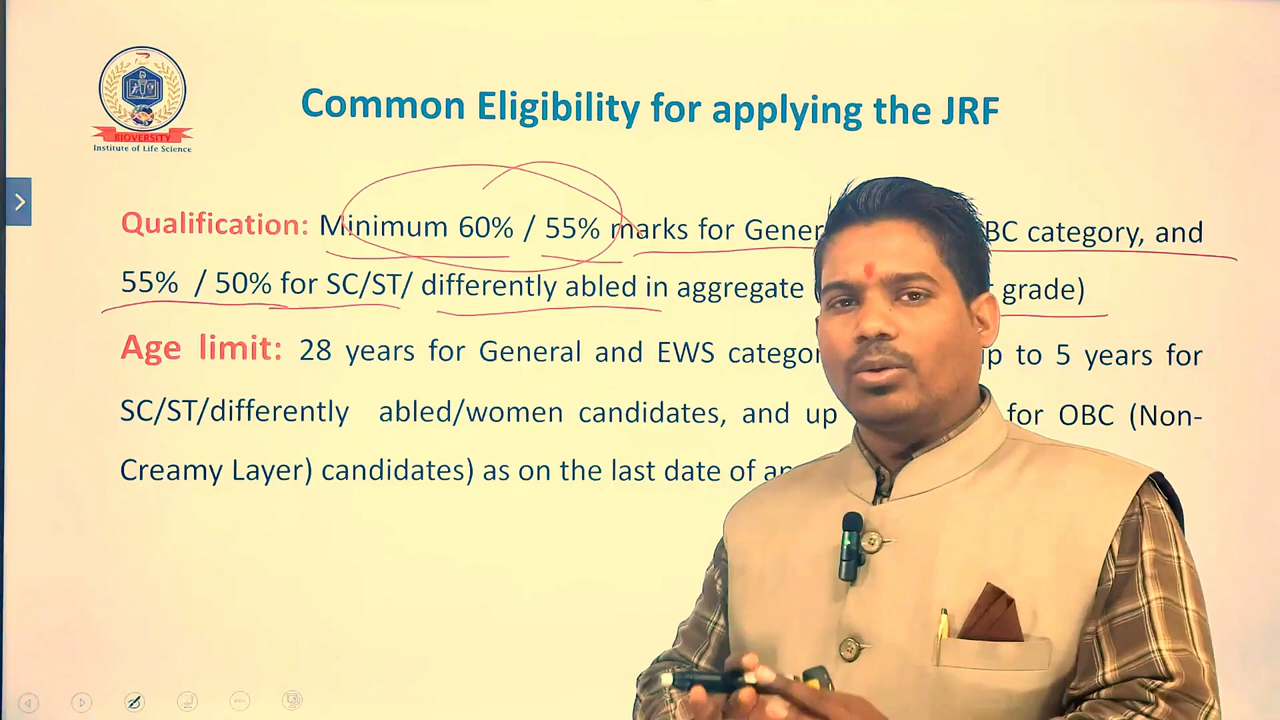 BIOVERSITY
Institute of Life Science
Common Eligibility for applying the JRF
Qualification: Minimum 60% / 55% marks for Gener BC category, and
55% / 50% for SC/ST/ differently abled in aggregate grade)
Age limit: 28 years for General and EWS categor up to 5 years for
SC/ST/differently abled/women candidates, and up for OBC (Non-
Creamy Layer) candidates) as on the last date of